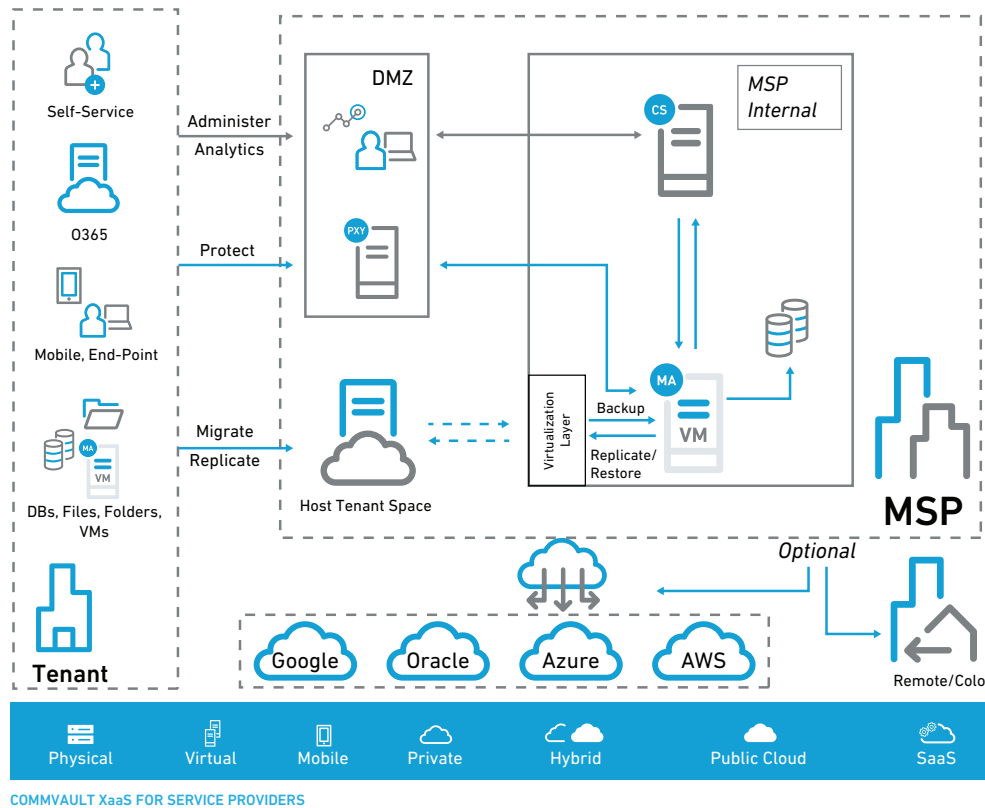 Self-Service
O365
Mobile, End-Point
DBs, Files, Folders,
VMs
MA
VM
Tenant
Administer
Analytics
Protect
Migrate
Replicate
DMZ
PXY
Host Tenant Space
MSP
Internal
CS
MA
VM
Virtualization
Layer
Backup
Replicate/
Restore
MSP
Optional
Remote/Colo
Google
Oracle
Azure
AWS
Physical
Virtual
Mobile
Private
Hybrid
Public Cloud
SaaS
COMMVAULT XaaS FOR SERVICE PROVIDERS